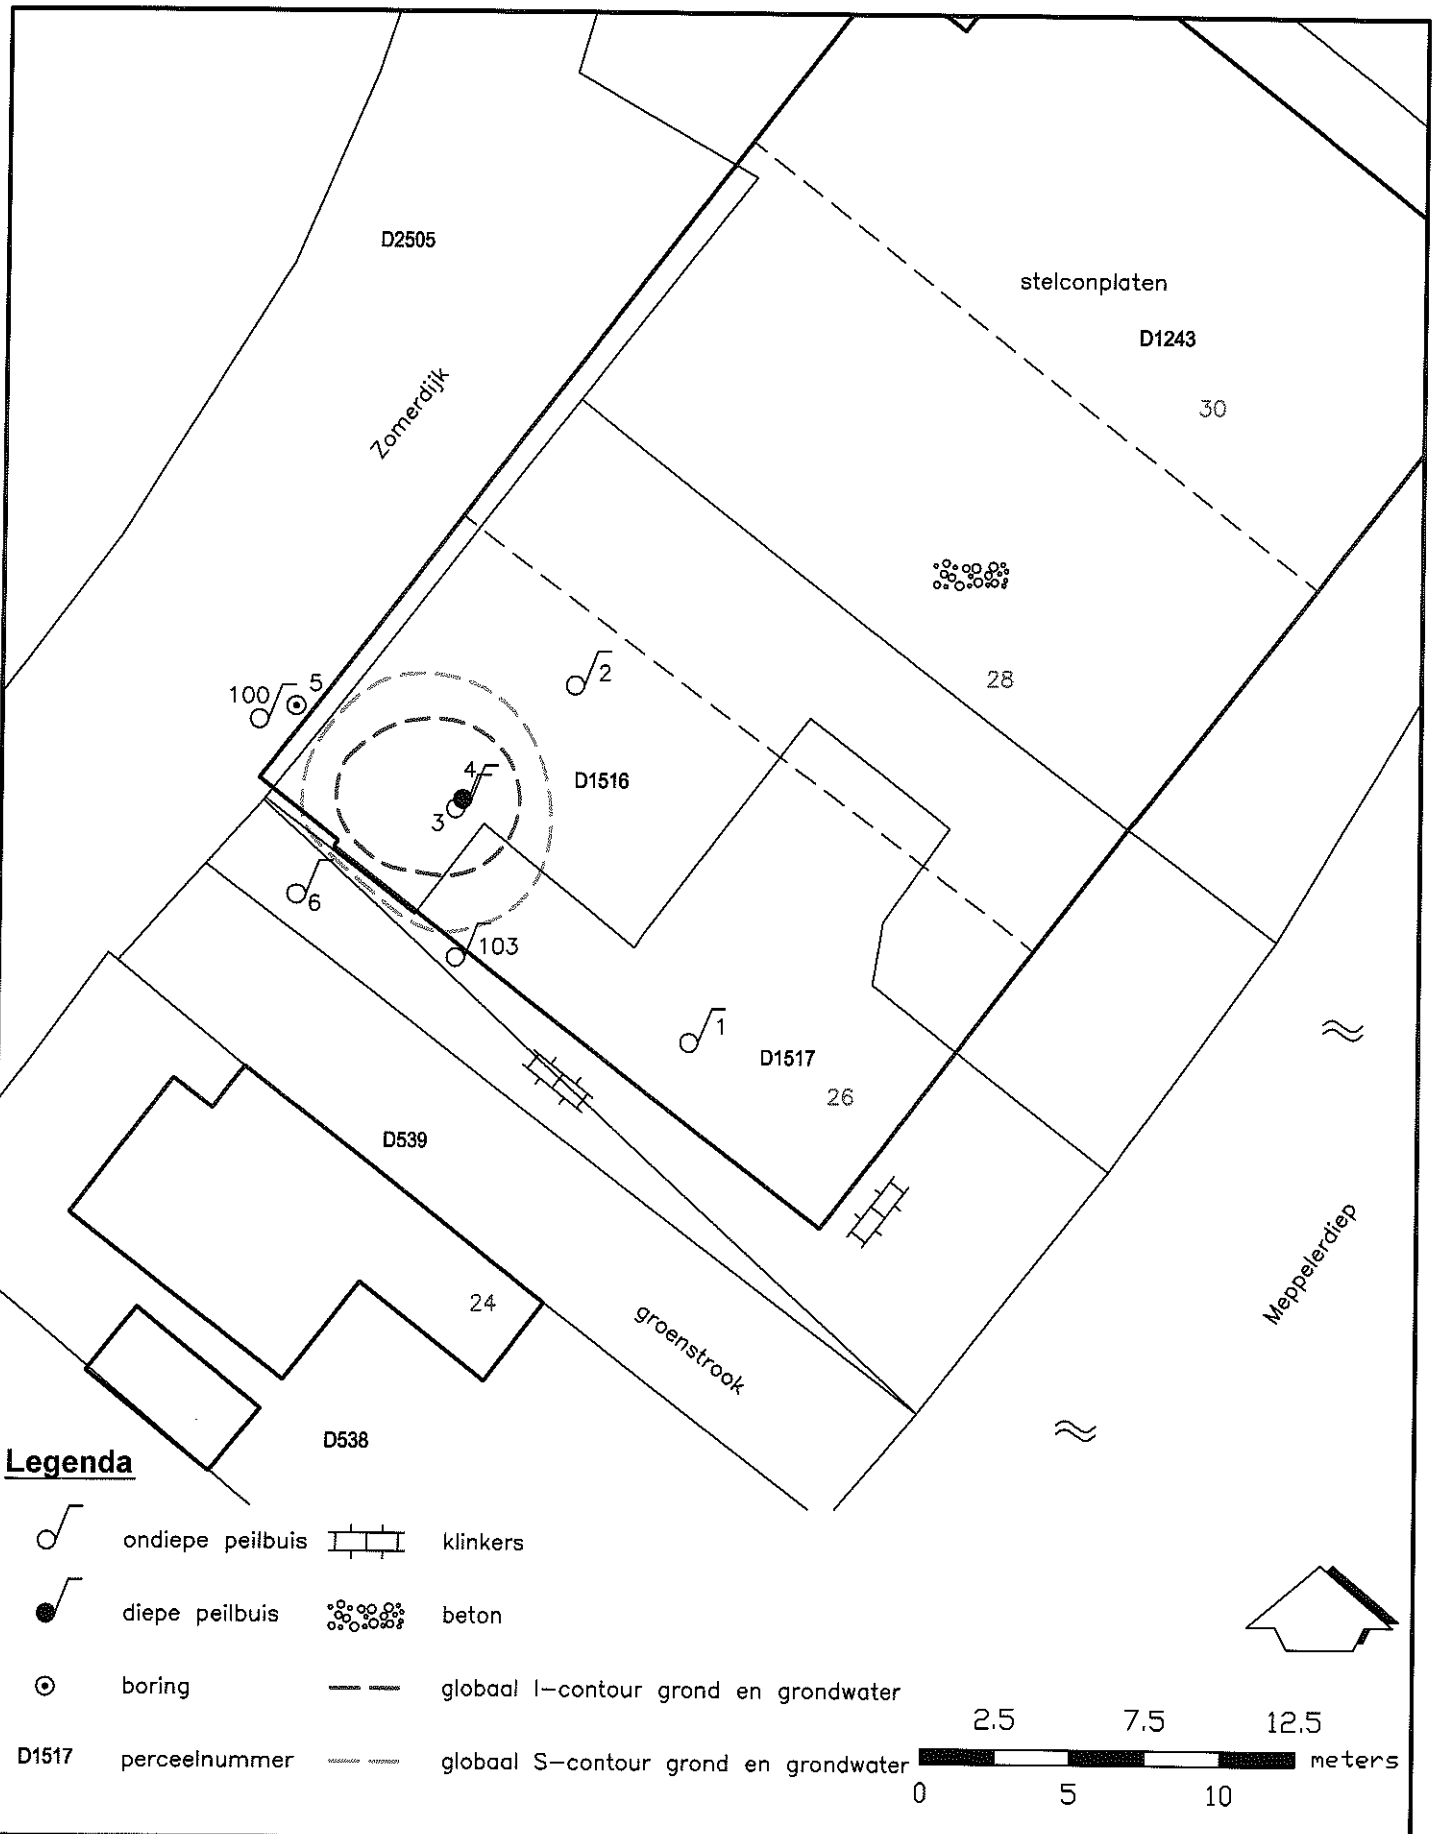 D2505
stelconplaten
D1243
30
Zomerdijk
28
2
5
100
4
D1516
3
6
103
1
D1517
26
D539
24
groenstrook
Meppelerdiep
D538
Legenda
ondiepe peilbuis
klinkers
diepe peilbuis
beton
boring
globaal I-contour grond en grondwater
D1517 perceelnummer
globaal S-contour grond en grondwater
2.5 7.5 12.5
meters
0 5 10